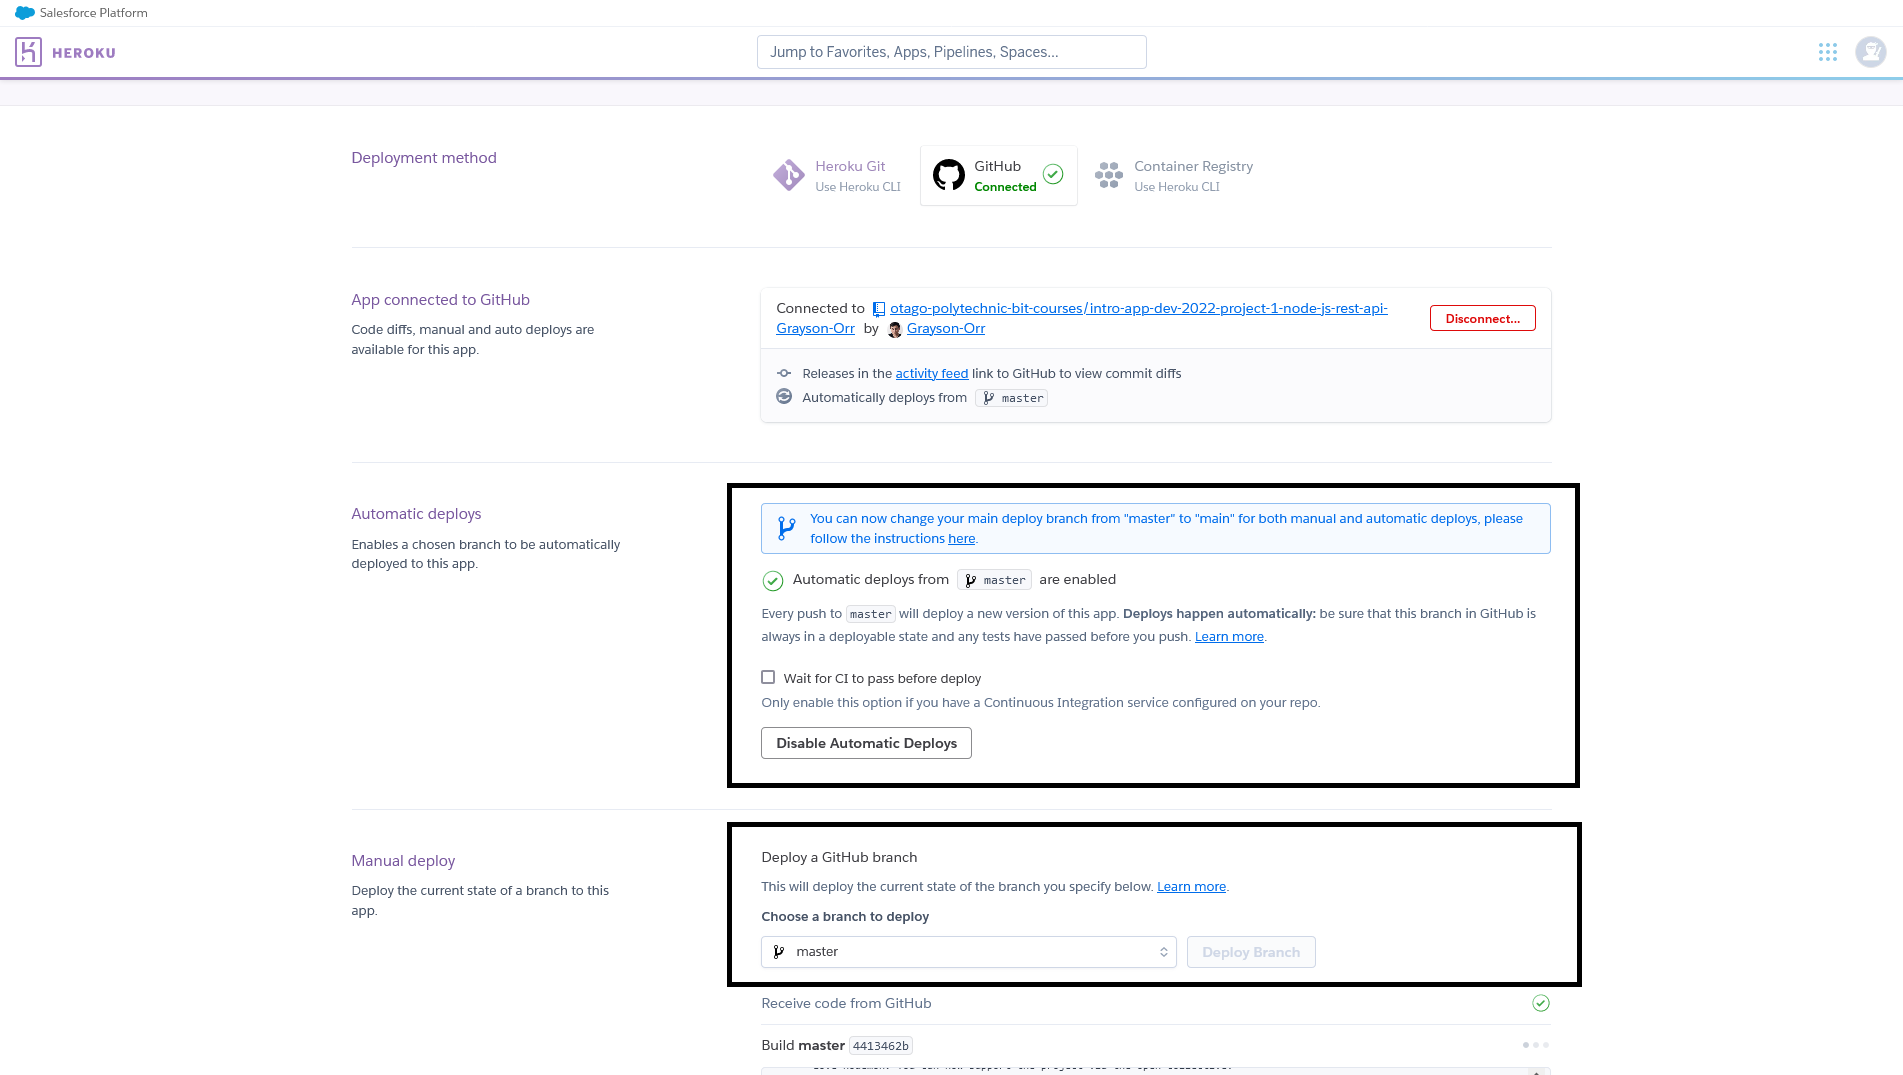 Salesforce Platform
HEROKU
Jump to Favorites, Apps, Pipelines, Spaces...
Deployment method
Heroku Git
Use Heroku CLI
GitHub
Connected
Container Registry
Use Heroku CLI
App connected to GitHub
Code diffs, manual and auto deploys are
available for this app.
Connected to otago-polytechnic-bit-courses/intro-app-dev-2022-project-1-node-js-rest-api-
Grayson-Orr by Grayson-Orr
Disconnect...
Releases in the activity feed link to GitHub to view commit diffs
Automatically deploys from master
Automatic deploys
Enables a chosen branch to be automatically
deployed to this app.
You can now change your main deploy branch from "master" to "main" for both manual and automatic deploys, please
follow the instructions here.
Automatic deploys from master are enabled
Every push to master will deploy a new version of this app. Deploys happen automatically: be sure that this branch in GitHub is
always in a deployable state and any tests have passed before you push. Learn more.
Wait for CI to pass before deploy
Only enable this option if you have a Continuous Integration service configured on your repo.
Disable Automatic Deploys
Manual deploy
Deploy the current state of a branch to this
app.
Deploy a GitHub branch
This will deploy the current state of the branch you specify below. Learn more.
Choose a branch to deploy
master
Deploy Branch
Receive code from GitHub
Build master 4413462b